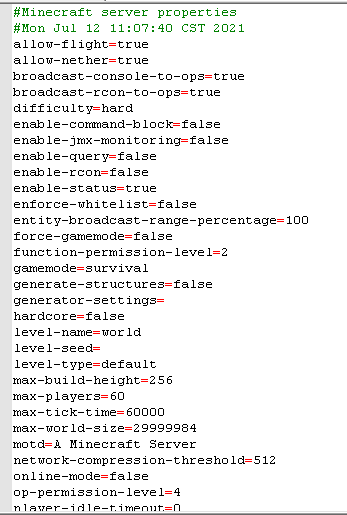 #Minecraft server properties
#Mon Jul 12 11:07:40 CST 2021
allow-flight=true
allow-nether=true
broadcast-console-to-ops=true
broadcast-rcon-to-ops=true
difficulty=hard
enable-command-block=false
enable-jmx-monitoring=false
enable-query=false
enable-rcon=false
enable-status=true
enforce-whitelist=false
entity-broadcast-range-percentage=100
force-gamemode=false
function-permission-level=2
gamemode=survival
generate-structures=false
generator-settings=
hardcore=false
level-name=world
level-seed=
level-type=default
max-build-height=256
max-players=60
max-tick-time=60000
max-world-size=29999984
motd=A Minecraft Server
network-compression-threshold=512
online-mode=false
op-permission-level=4
player-idle-timeout=0